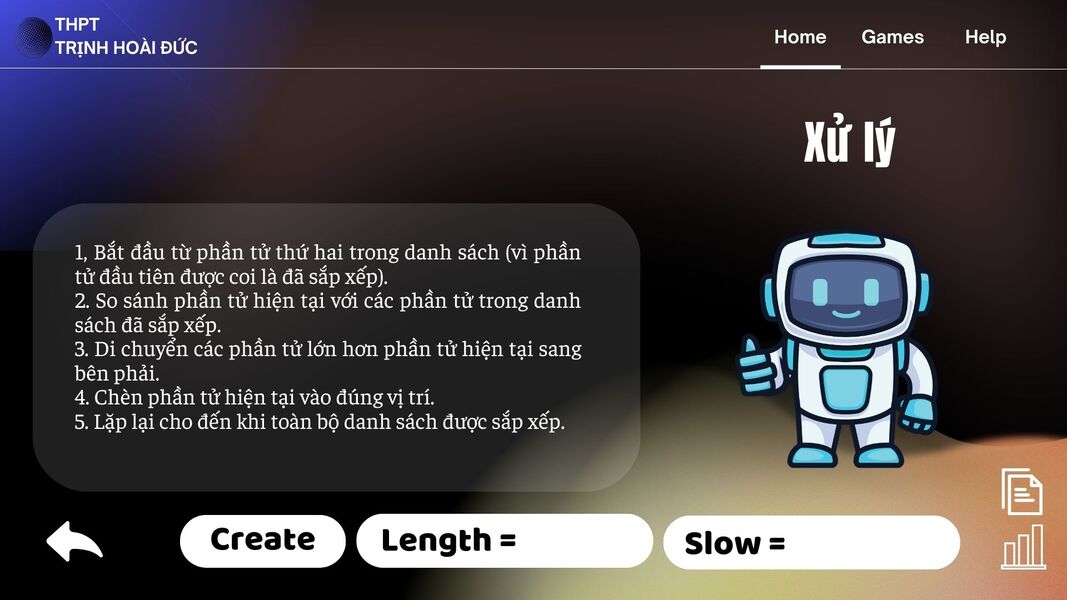 THPT
TRỊNH HOÀI ĐỨC
Home Games Help
Xử lý
1, Bắt đầu từ phần tử thứ hai trong danh sách (vì phần
tử đầu tiên được coi là đã sắp xếp).
2. So sánh phần tử hiện tại với các phần tử trong danh
sách đã sắp xếp.
3. Di chuyển các phần tử lớn hơn phần tử hiện tại sang
bên phải.
4. Chèn phần tử hiện tại vào đúng vị trí.
5. Lặp lại cho đến khi toàn bộ danh sách được sắp xếp.
Create Length = Slow =